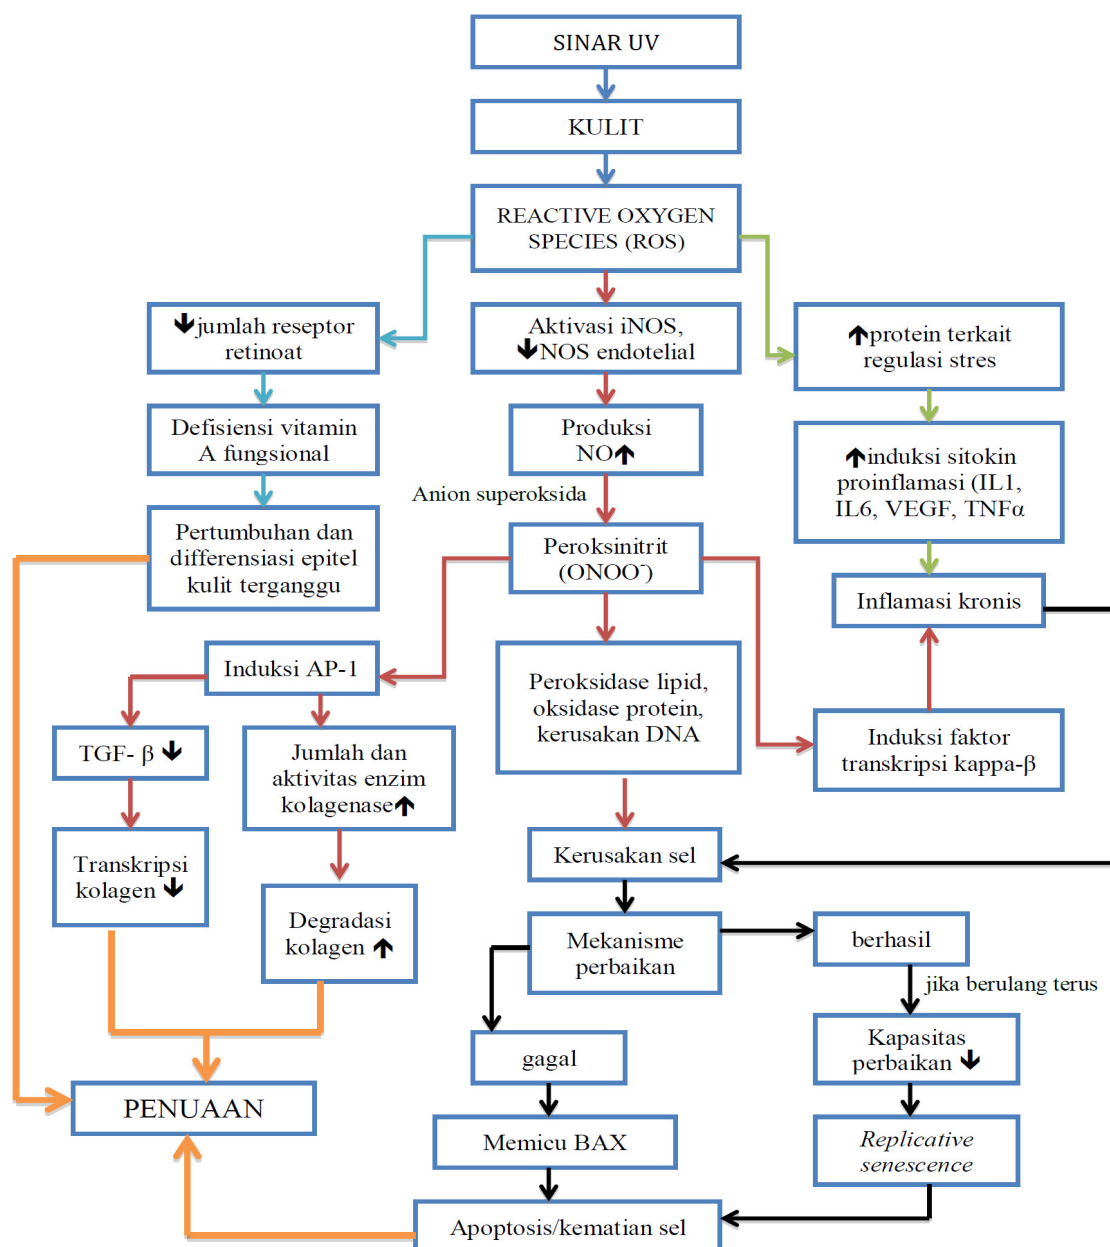 SINAR UV
KULIT
REACTIVE OXYGEN
SPECIES (ROS)
🡻jumlah reseptor
retinoat
Aktivasi iNOS,
🡻NOS endotelial
🡹protein terkait
regulasi stres
Defisiensi vitamin
A fungsional
Produksi
NO🡹
🡹induksi sitokin
proinflamasi (IL1,
IL6, VEGF, TNFα
Anion superoksida
Pertumbuhan dan
differensiasi epitel
kulit terganggu
Peroksinitrit
(ONOO⁻)
Inflamasi kronis
Induksi AP-1
Peroksidase lipid,
oksidase protein,
kerusakan DNA
TGF- β 🡻
Jumlah dan
aktivitas enzim
kolagenase🡹
Induksi faktor
transkripsi kappa-β
Transkripsi
kolagen 🡻
Kerusakan sel
Degradasi
kolagen 🡹
Mekanisme
perbaikan
berhasil
jika berulang terus
gagal
Kapasitas
perbaikan 🡻
PENUAAN
Memicu BAX
Replicative
senescence
Apoptosis/kematian sel